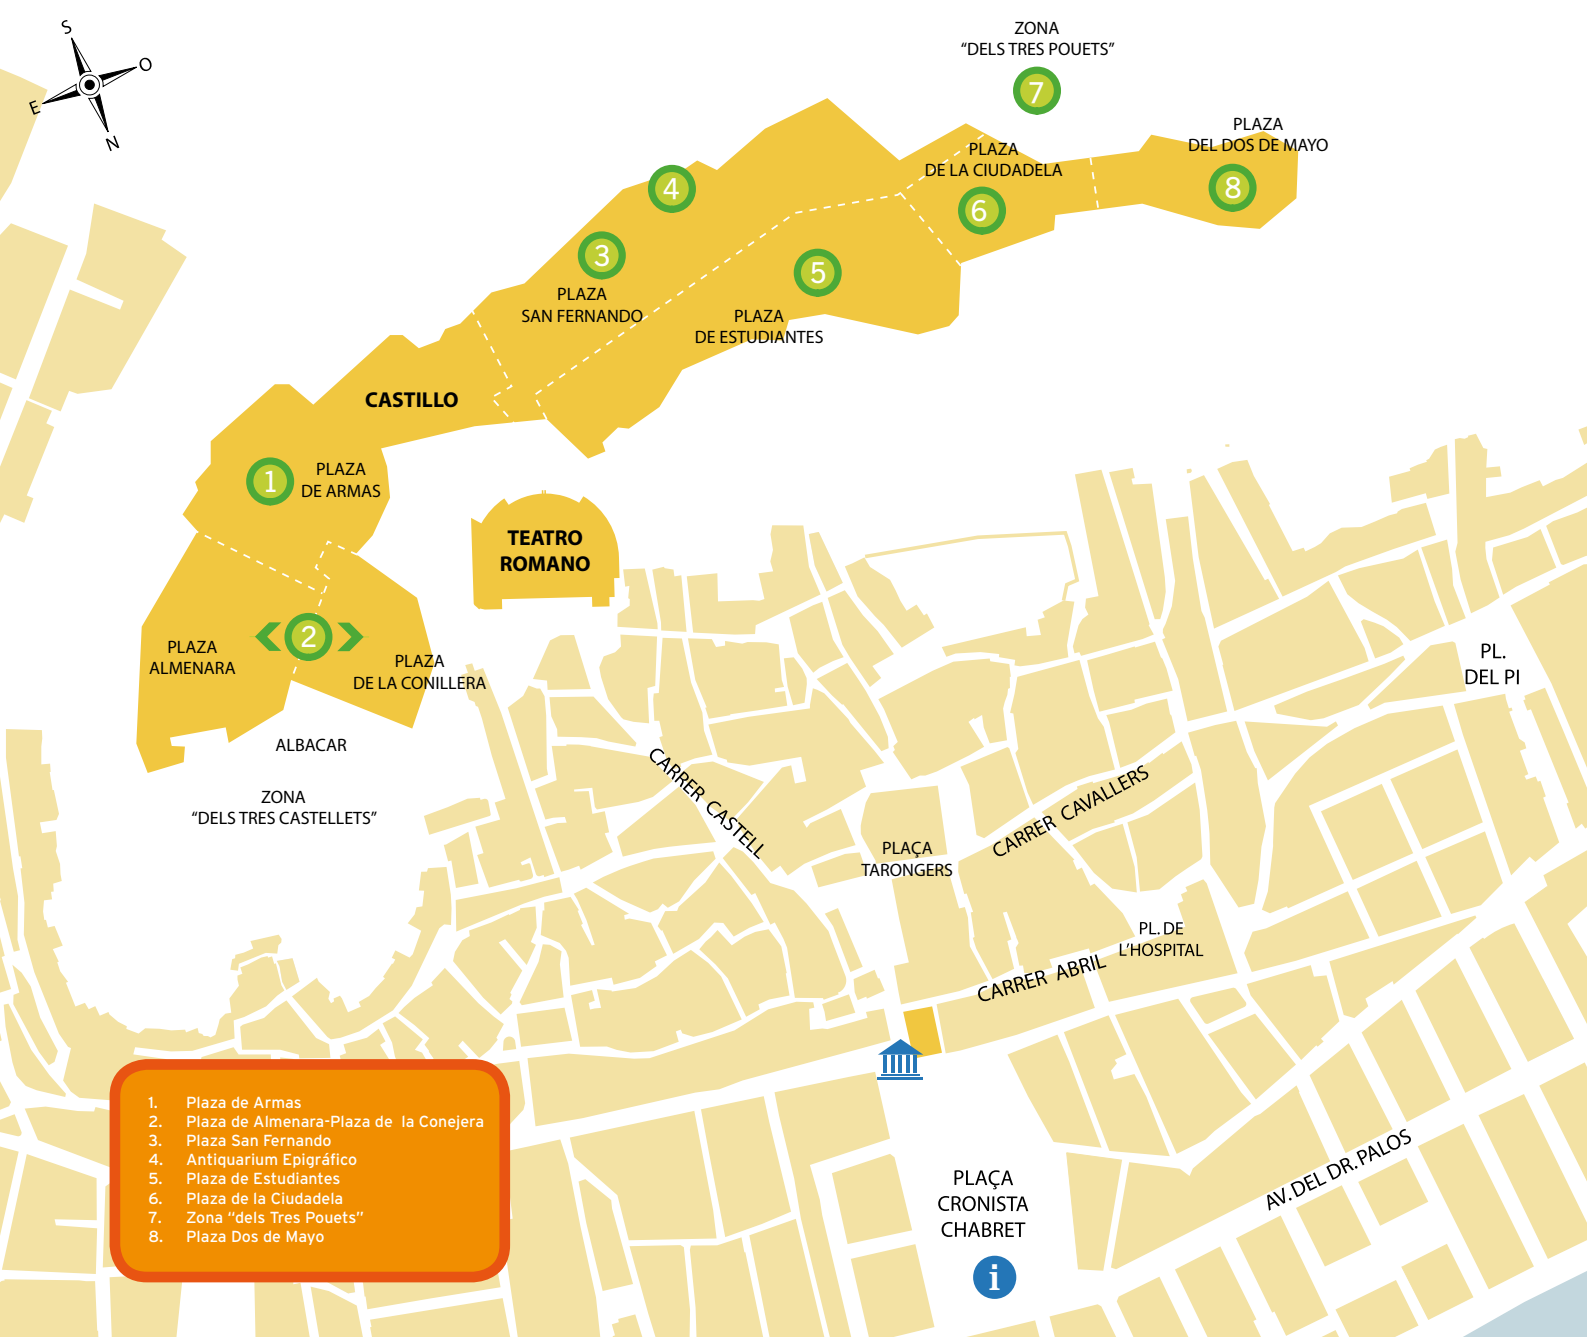 S
O
E
N
ZONA
“DELS TRES POUETS”
7
PLAZA
DEL DOS DE MAYO
8
PLAZA
DE LA CIUDADELA
6
4
3
PLAZA
SAN FERNANDO
5
PLAZA
DE ESTUDIANTES
CASTILLO
1
PLAZA
DE ARMAS
TEATRO
ROMANO
2
PLAZA
ALMENARA
PLAZA
DE LA CONILLERA
ALBACAR
ZONA
“DELS TRES CASTELLETS”
PL.
DEL PI
CARRER CASTELL
CARRER CAVALLERS
PLAÇA
TARONGERS
PL. DE
L’HOSPITAL
CARRER ABRIL
1. Plaza de Armas
2. Plaza de Almenara-Plaza de la Conejera
3. Plaza San Fernando
4. Antiquarium Epigráfico
5. Plaza de Estudiantes
6. Plaza de la Ciudadela
7. Zona “dels Tres Pouets”
8. Plaza Dos de Mayo
AV. DEL DR. PALOS
PLAÇA
CRONISTA
CHABRET
i